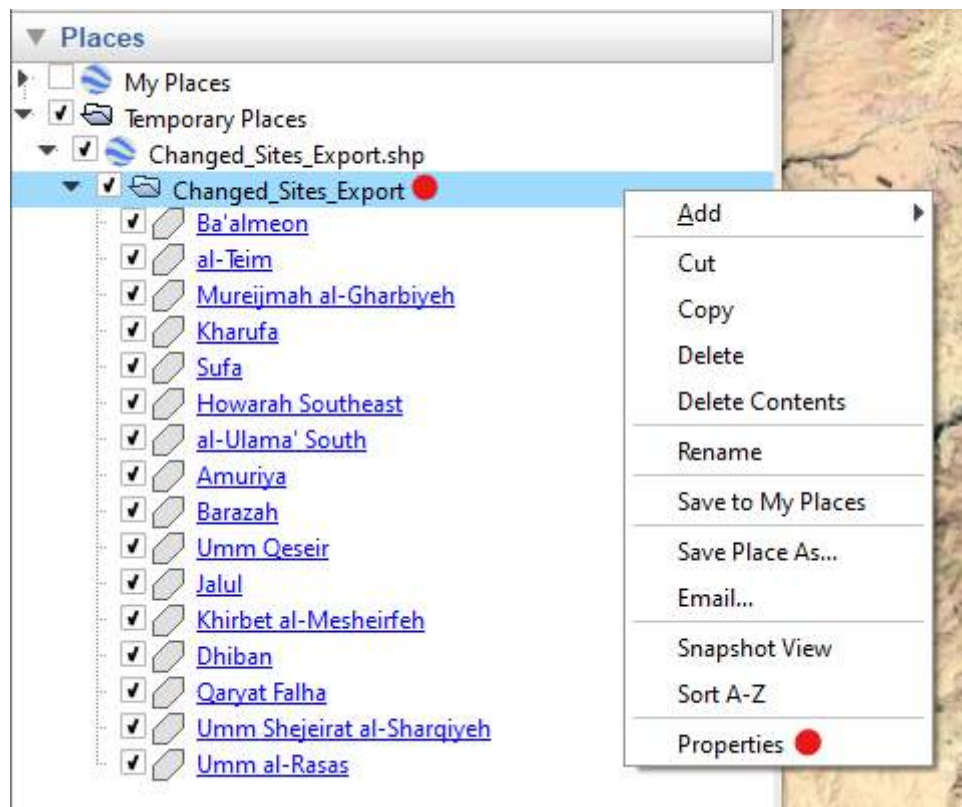 Places
My Places
Temporary Places
Changed_Sites_Export.shp
Changed_Sites_Export
Ba'almeon
al-Teim
Mureijmah al-Gharbiyeh
Kharufa
Sufa
Howarah Southeast
al-Ulama' South
Amuriya
Barazah
Umm Qeseir
Jalul
Khirbet al-Mesheirfeh
Dhiban
Qaryat Falha
Umm Shejeirat al-Sharqiyeh
Umm al-Rasas
Add
Cut
Copy
Delete
Delete Contents
Rename
Save to My Places
Save Place As...
Email...
Snapshot View
Sort A-Z
Properties